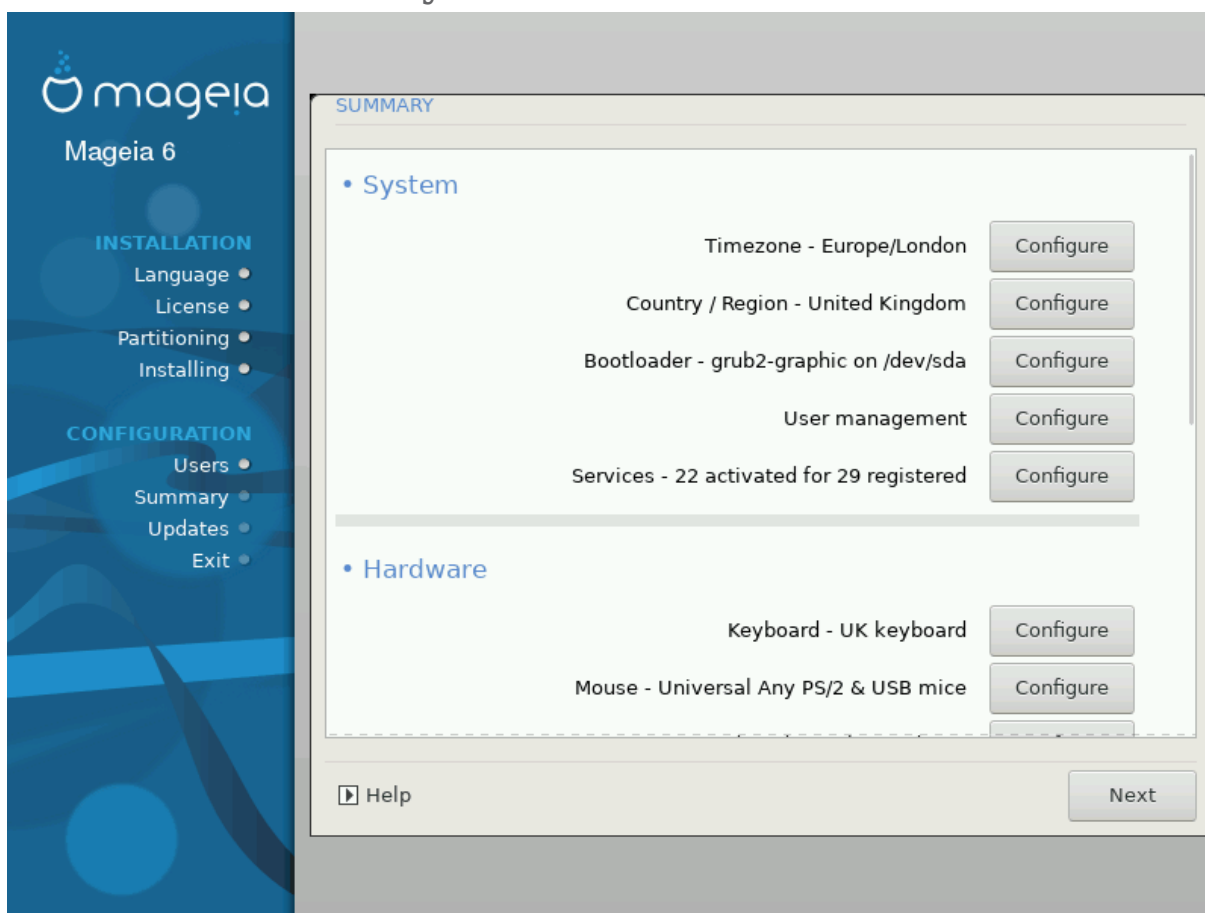 mageia
Mageia 6
INSTALLATION
Language
License
Partitioning
Installing
CONFIGURATION
Users
Summary
Updates
Exit
SUMMARY
• System
Timezone - Europe/London Configure
Country / Region - United Kingdom Configure
Bootloader - grub2-graphic on /dev/sda Configure
User management Configure
Services - 22 activated for 29 registered Configure
• Hardware
Keyboard - UK keyboard Configure
Mouse - Universal Any PS/2 & USB mice Configure
Help
Next